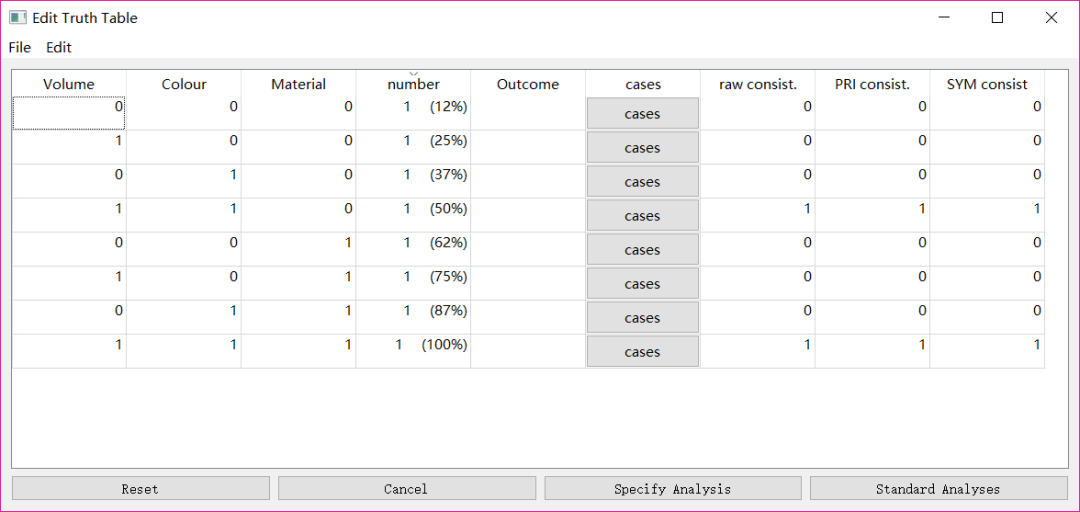 Edit Truth Table
File Edit
Volume Colour Material number Outcome cases raw consist. PRI consist. SYM consist
0 0 0 1 (12%) cases 0 0 0
1 0 0 1 (25%) cases 0 0 0
0 1 0 1 (37%) cases 0 0 0
1 1 0 1 (50%) cases 1 1 1
0 0 1 1 (62%) cases 0 0 0
1 0 1 1 (75%) cases 0 0 0
0 1 1 1 (87%) cases 0 0 0
1 1 1 1 (100%) cases 1 1 1
Reset Cancel Specify Analysis Standard Analyses